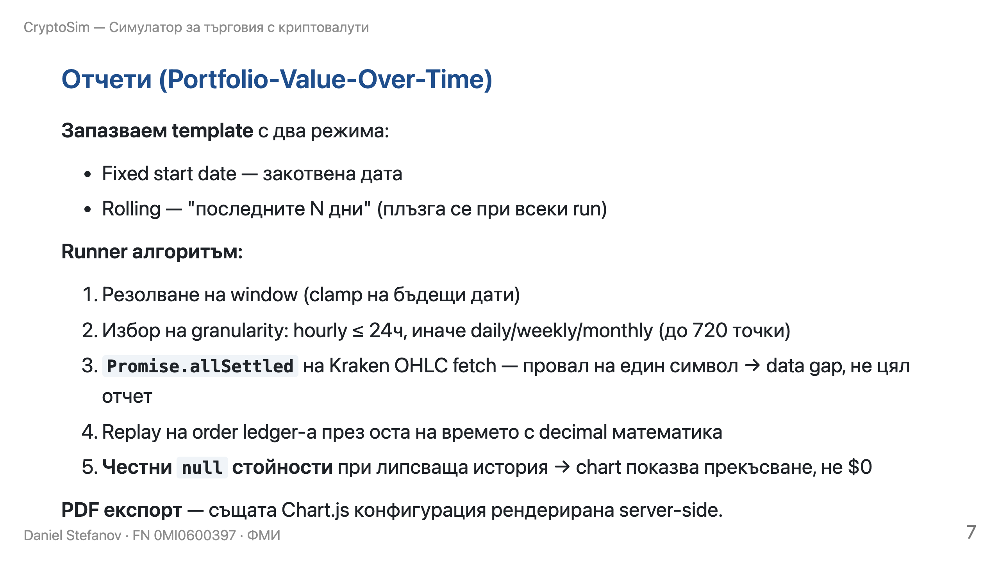 CryptoSim — Симулатор за търговия с криптовалути
Отчети (Portfolio-Value-Over-Time)
Запазваем template с два режима:
• Fixed start date — закотвена дата
• Rolling — "последните N дни" (плъзга се при всеки run)
Runner алгоритъм:
1. Резолване на window (clamp на бъдещи дати)
2. Избор на granularity: hourly ≤ 24ч, иначе daily/weekly/monthly (до 720 точки)
3. Promise.allSettled на Kraken OHLC fetch — провал на един символ → data gap, не цял
отчет
4. Replay на order ledger-а през оста на времето с decimal математика
5. Честни null стойности при липсваща история → chart показва прекъсване, не $0
PDF експорт — същата Chart.js конфигурация рендерирана server-side.
Daniel Stefanov · FN 0MI0600397 · ФМИ
7